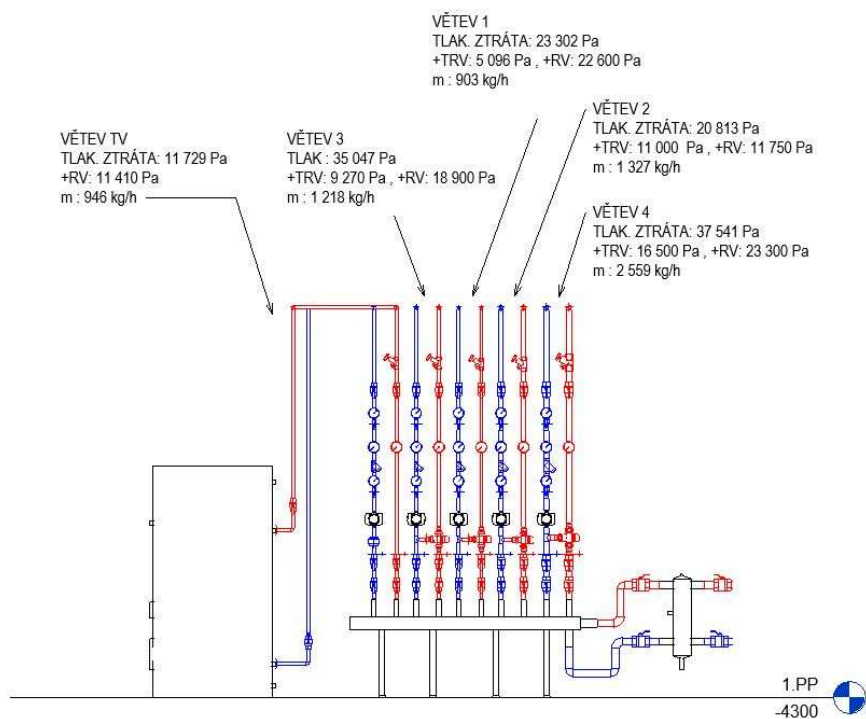 VĚTEV 1
TLAK. ZTRÁTA: 23 302 Pa
+TRV: 5 096 Pa , +RV: 22 600 Pa
m : 903 kg/h
VĚTEV 2
TLAK. ZTRÁTA: 20 813 Pa
+TRV: 11 000 Pa , +RV: 11 750 Pa
m : 1 327 kg/h
VĚTEV TV
TLAK. ZTRÁTA: 11 729 Pa
+RV: 11 410 Pa
m : 946 kg/h
VĚTEV 3
TLAK : 35 047 Pa
+TRV: 9 270 Pa , +RV: 18 900 Pa
m : 1 218 kg/h
VĚTEV 4
TLAK. ZTRÁTA: 37 541 Pa
+TRV: 16 500 Pa , +RV: 23 300 Pa
m : 2 559 kg/h
1.PP
-4300